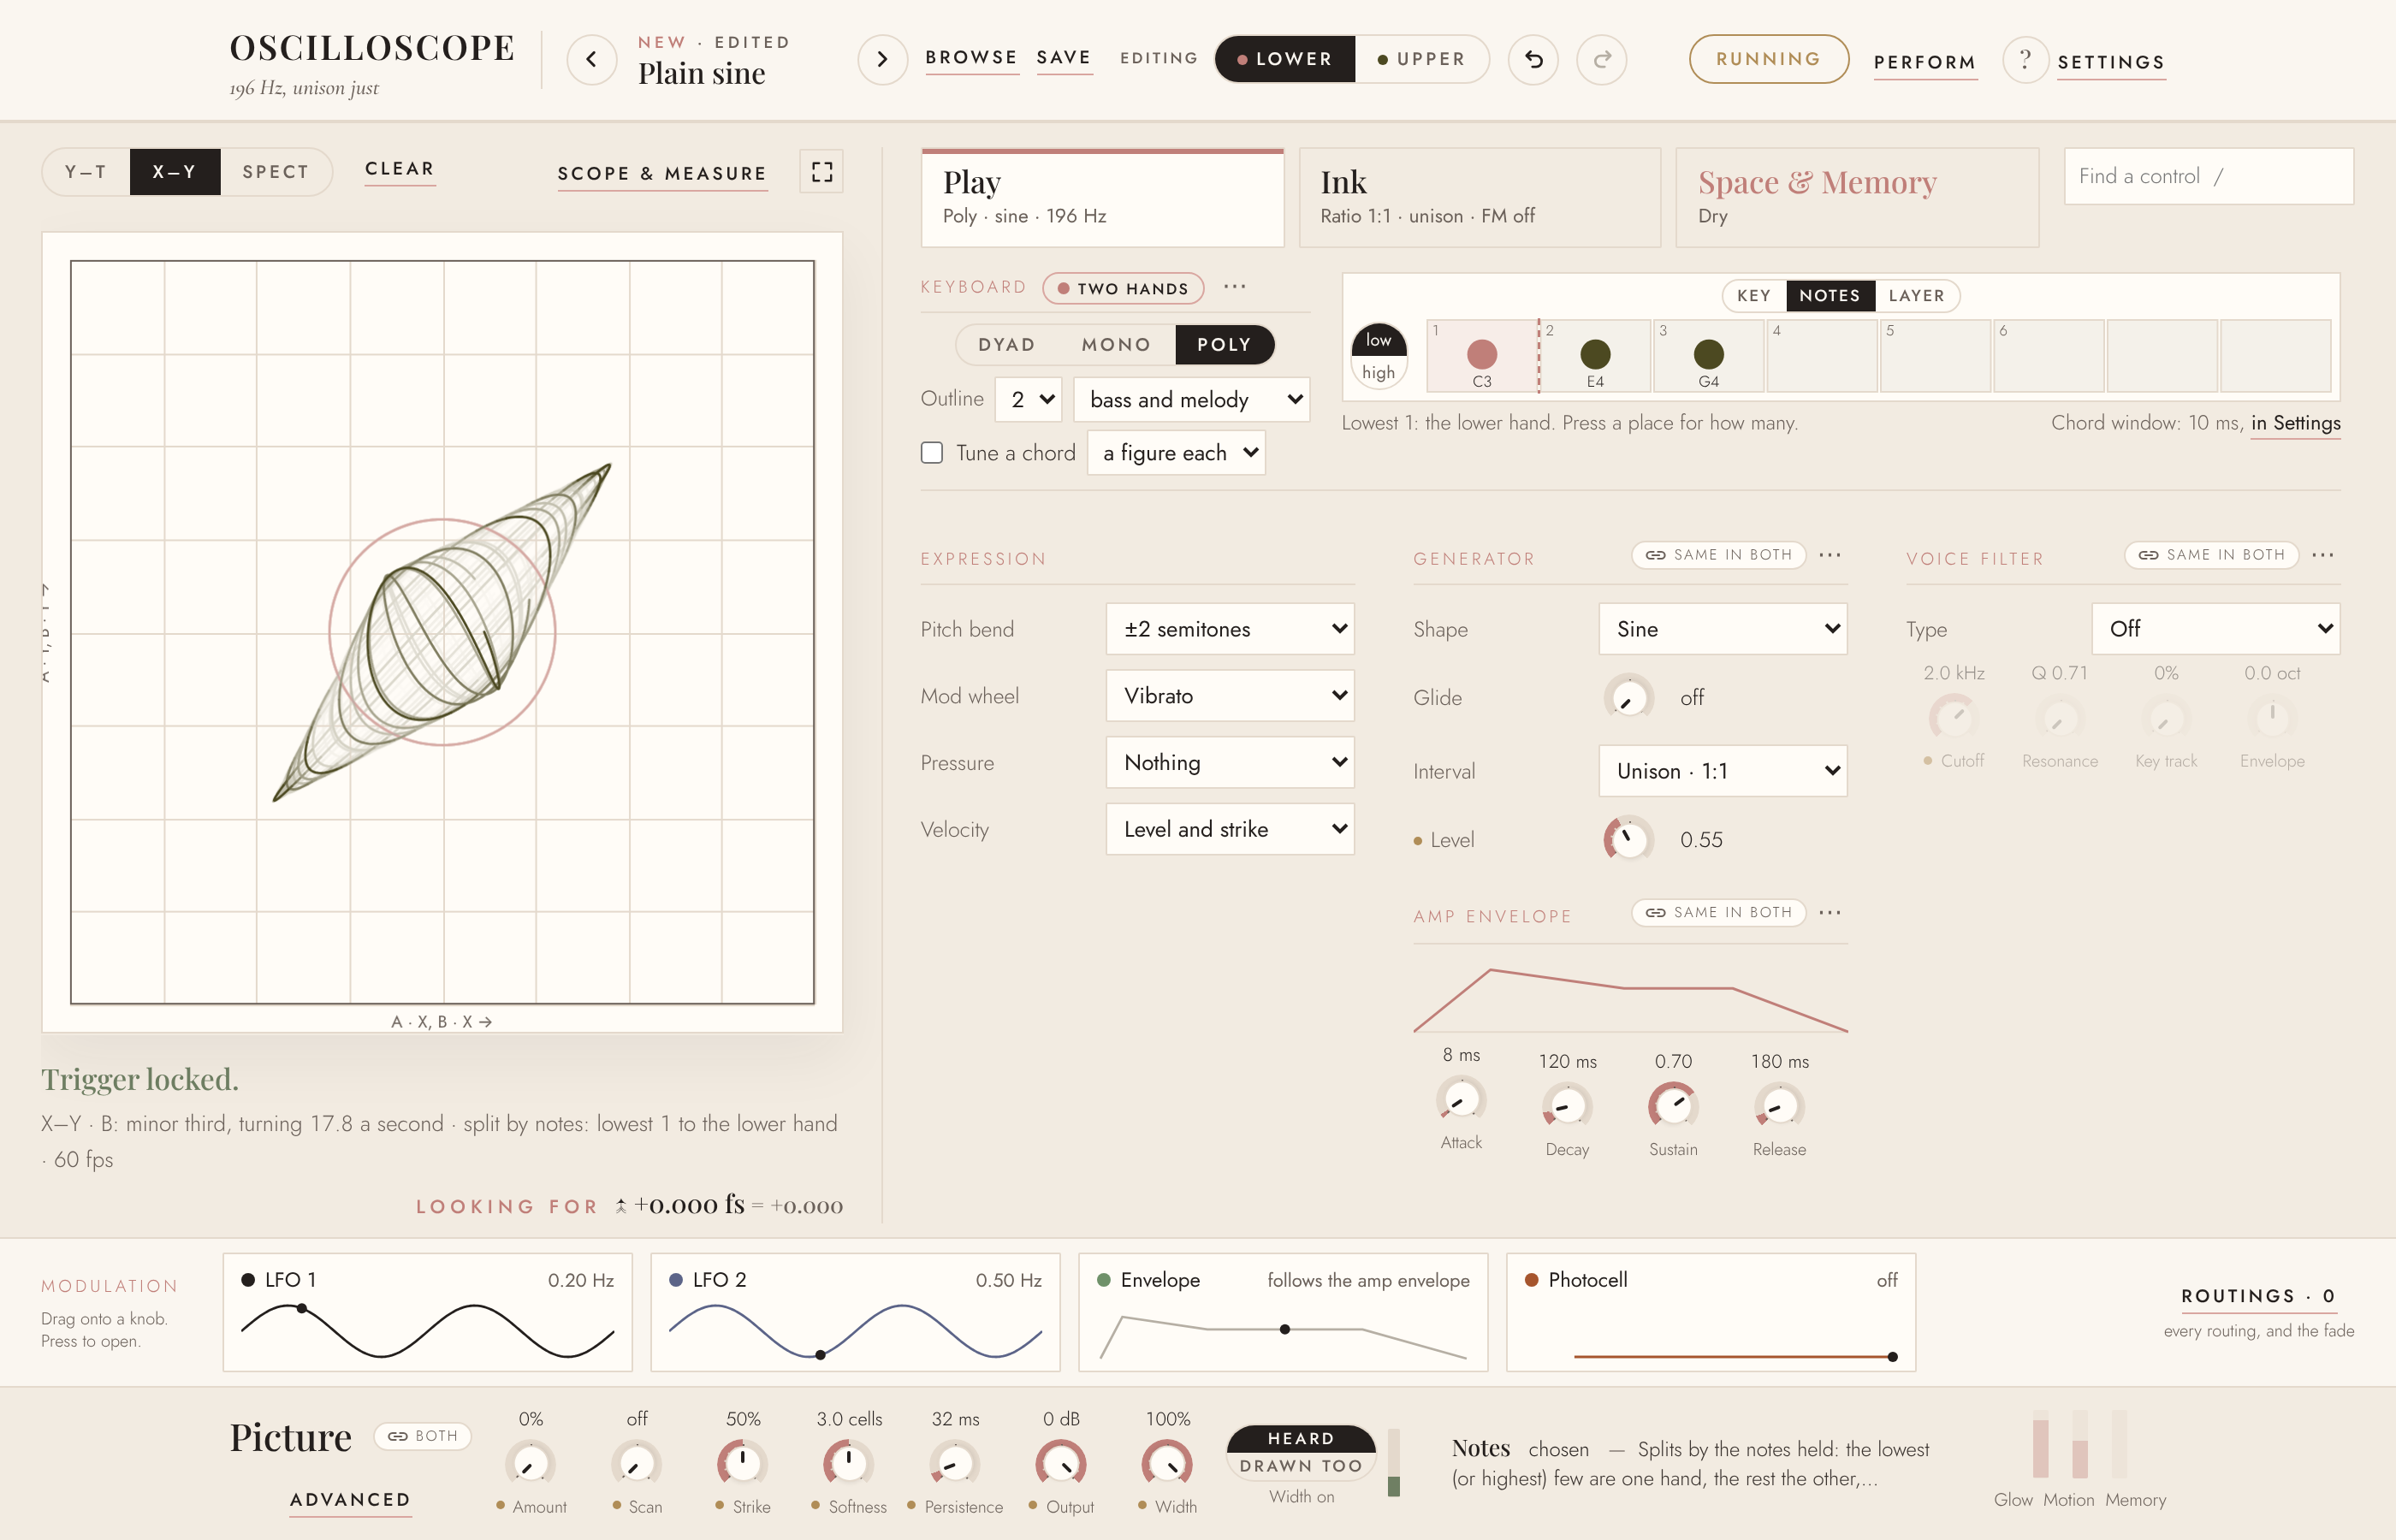 OSCILLOSCOPE
196 Hz, unison just
NEW · EDITED
Plain sine
BROWSE
SAVE
EDITING
LOWER
UPPER
RUNNING
PERFORM
?
SETTINGS
Y–T
X–Y
SPECT
CLEAR
SCOPE & MEASURE
Play
Poly · sine · 196 Hz
Ink
Ratio 1:1 · unison · FM off
Space & Memory
Dry
Find a control /
KEYBOARD
TWO HANDS
···
DYAD
MONO
POLY
Outline
2
bass and melody
Tune a chord
a figure each
KEY
NOTES
LAYER
low
high
1
2
3
4
5
6
C3
E4
G4
Lowest 1: the lower hand. Press a place for how many.
Chord window: 10 ms, in Settings
EXPRESSION
Pitch bend
±2 semitones
Mod wheel
Vibrato
Pressure
Nothing
Velocity
Level and strike
GENERATOR
SAME IN BOTH
···
Shape
Sine
Glide
off
Interval
Unison · 1:1
Level
0.55
AMP ENVELOPE
SAME IN BOTH
···
8 ms
120 ms
0.70
180 ms
Attack
Decay
Sustain
Release
VOICE FILTER
SAME IN BOTH
···
Type
Off
2.0 kHz
Q 0.71
0%
0.0 oct
Cutoff
Resonance
Key track
Envelope
A · X, B · X →
Trigger locked.
X–Y · B: minor third, turning 17.8 a second · split by notes: lowest 1 to the lower hand
· 60 fps
LOOKING FOR
+0.000 fs = +0.000
MODULATION
Drag onto a knob.
Press to open.
LFO 1
0.20 Hz
LFO 2
0.50 Hz
Envelope
follows the amp envelope
Photocell
off
ROUTINGS · 0
every routing, and the fade
Picture
BOTH
ADVANCED
0%
off
50%
3.0 cells
32 ms
0 dB
100%
Amount
Scan
Strike
Softness
Persistence
Output
Width
HEARD
DRAWN TOO
Width on
Notes chosen — Splits by the notes held: the lowest
(or highest) few are one hand, the rest the other,...
Glow
Motion
Memory